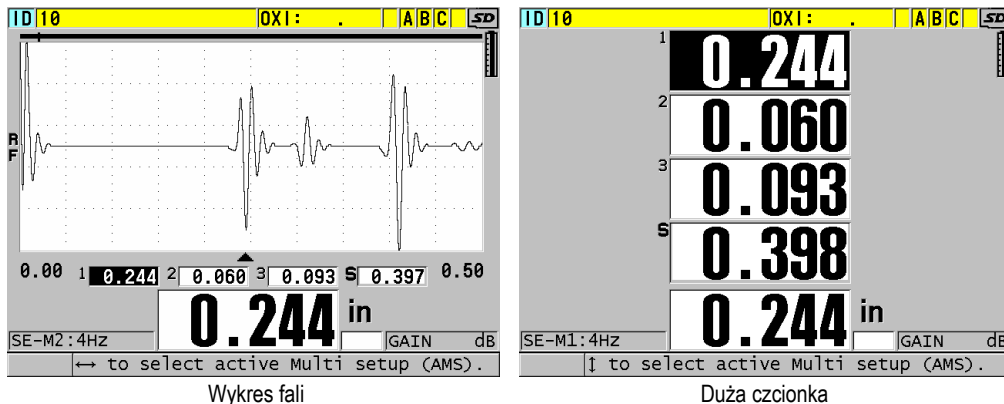 ID 10 OXI: . A B C SD
RF
0.00 1 0.244 2 0.060 3 0.093 S 0.397 0.50
0.244 in
SE-M2:4Hz GAIN dB
↔ to select active Multi setup (AMS).
Wykres fali
ID 10 OXI: . A B C SD
1 0.244
2 0.060
3 0.093
S 0.398
0.244 in
SE-M1:4Hz GAIN dB
↕ to select active Multi setup (AMS).
Duża czcionka